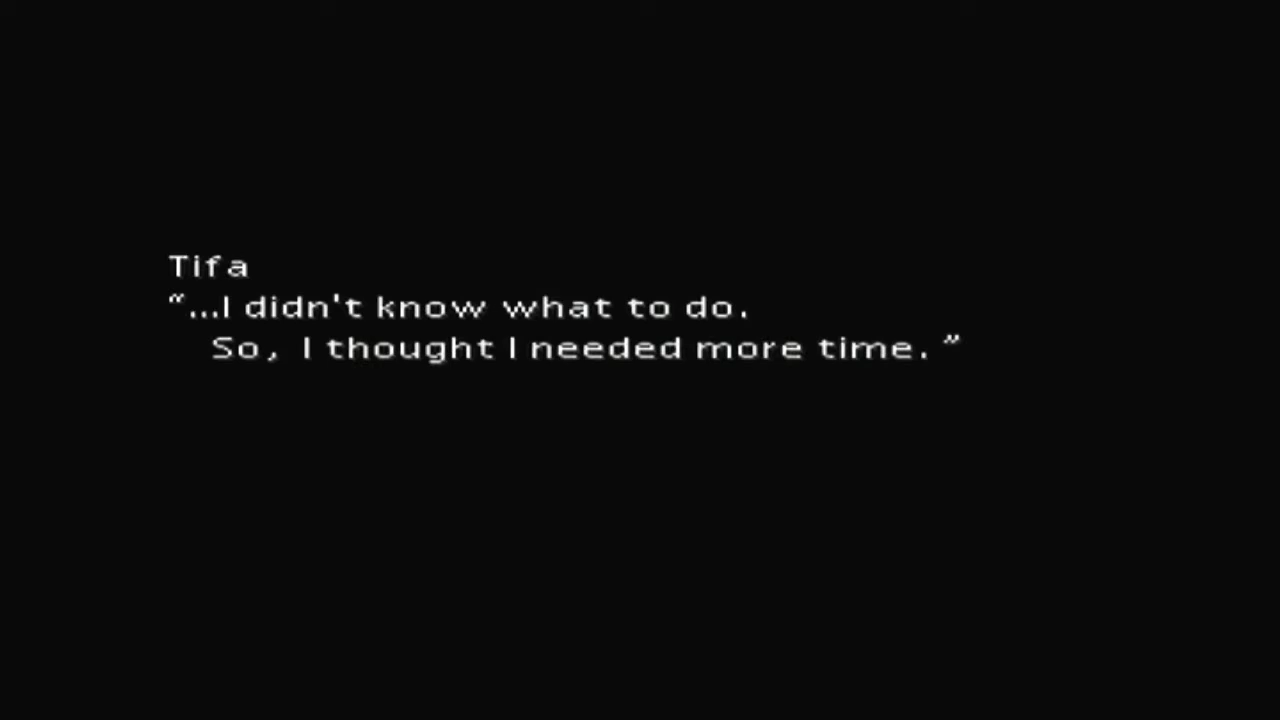 Tifa
“...I didn't know what to do.
So, I thought I needed more time. ”